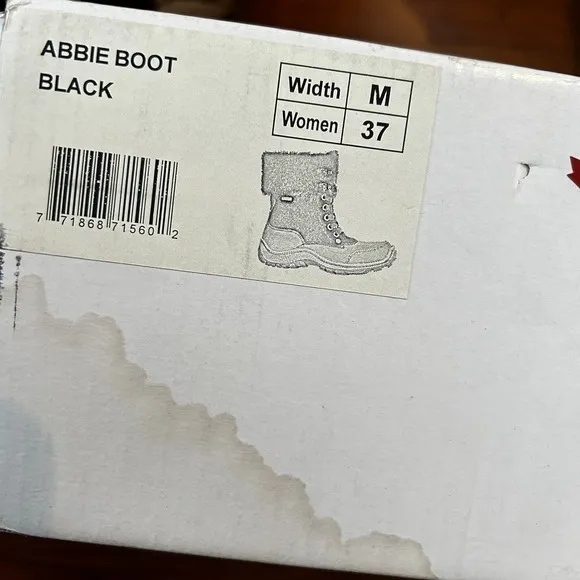 ABBIE BOOT
BLACK
Width M
Women 37
7 71868 71560 2